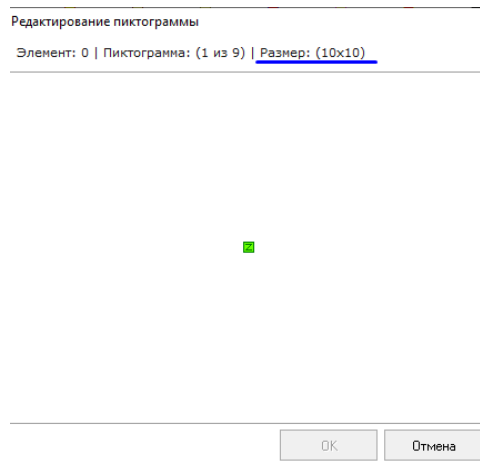 Редактирование пиктограммы
Элемент: 0 | Пиктограмма: (1 из 9) | Размер: (10x10)
Z
OK
Отмена